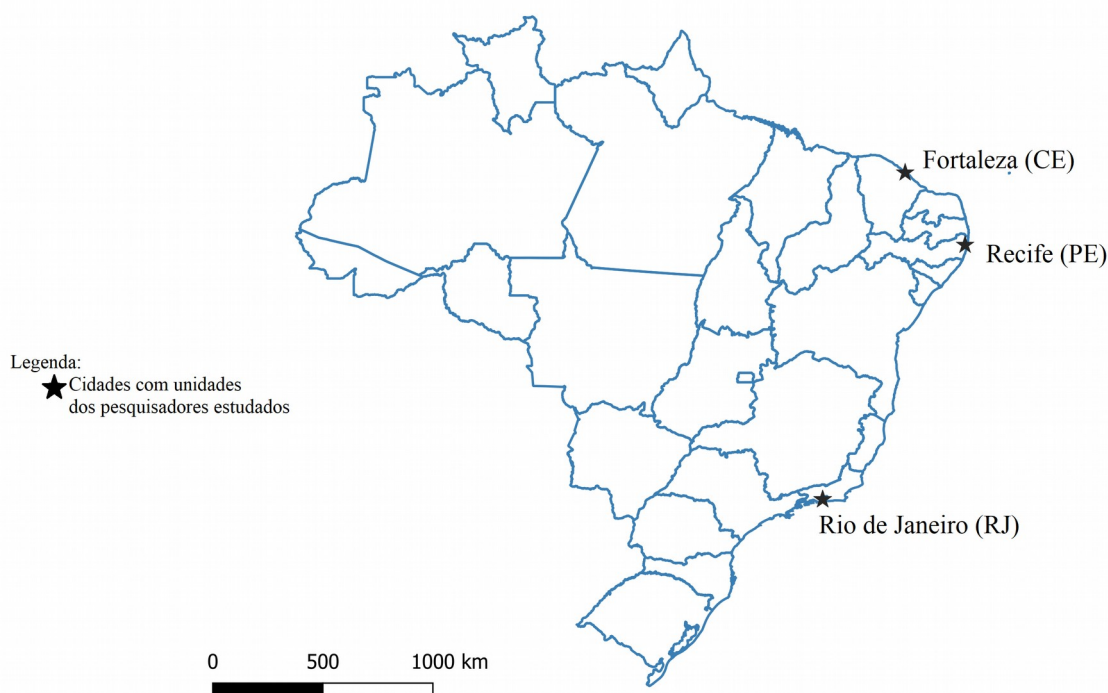 Fortaleza (CE)
Recife (PE)
Legenda:
Cidades com unidades
dos pesquisadores estudados
Rio de Janeiro (RJ)
0 500 1000 km